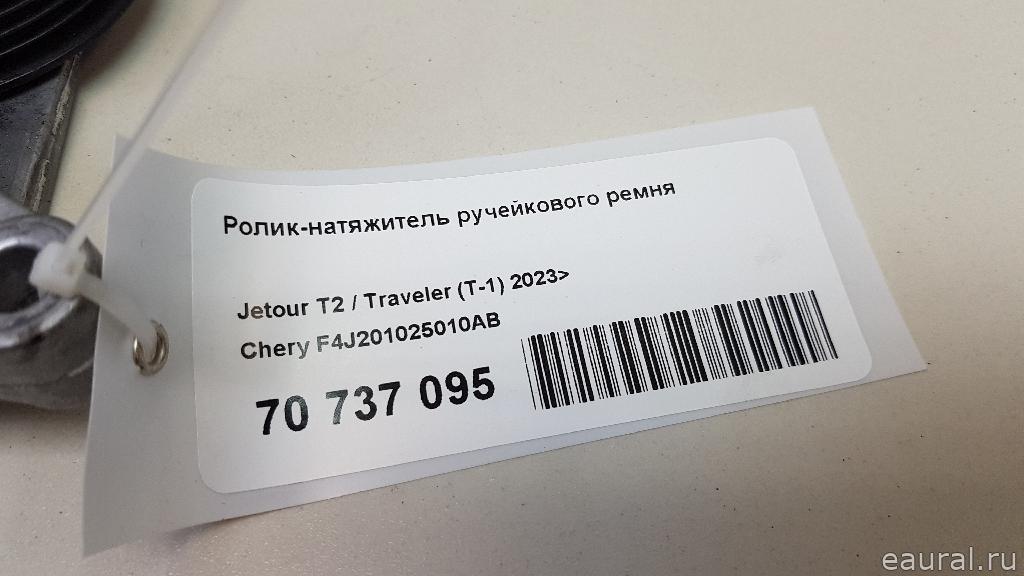 Ролик-натяжитель ручейкового ремня
Jetour T2 / Traveler (T-1) 2023>
Chery F4J201025010AB
70 737 095
eaural.ru